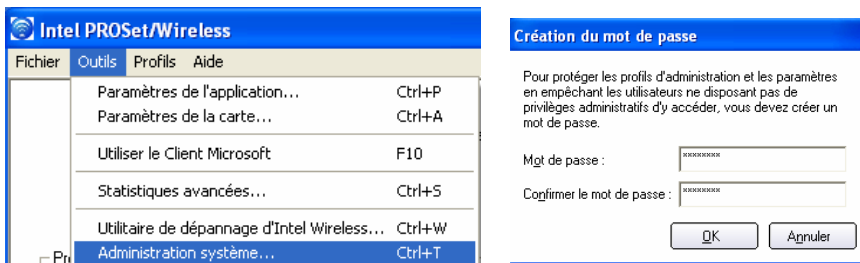 Intel PROSet/Wireless
Fichier Outils Profils Aide
Paramètres de l'application... Ctrl+P
Paramètres de la carte... Ctrl+A
Utiliser le Client Microsoft F10
Statistiques avancées... Ctrl+S
Utilitaire de dépannage d'Intel Wireless... Ctrl+W
Administration système... Ctrl+T
Création du mot de passe
Pour protéger les profils d'administration et les paramètres
en empêchant les utilisateurs ne disposant pas de
privilèges administratifs d'y accéder, vous devez créer un
mot de passe.
Mot de passe : ××××××××
Confirmer le mot de passe : ××××××××
OK Annuler